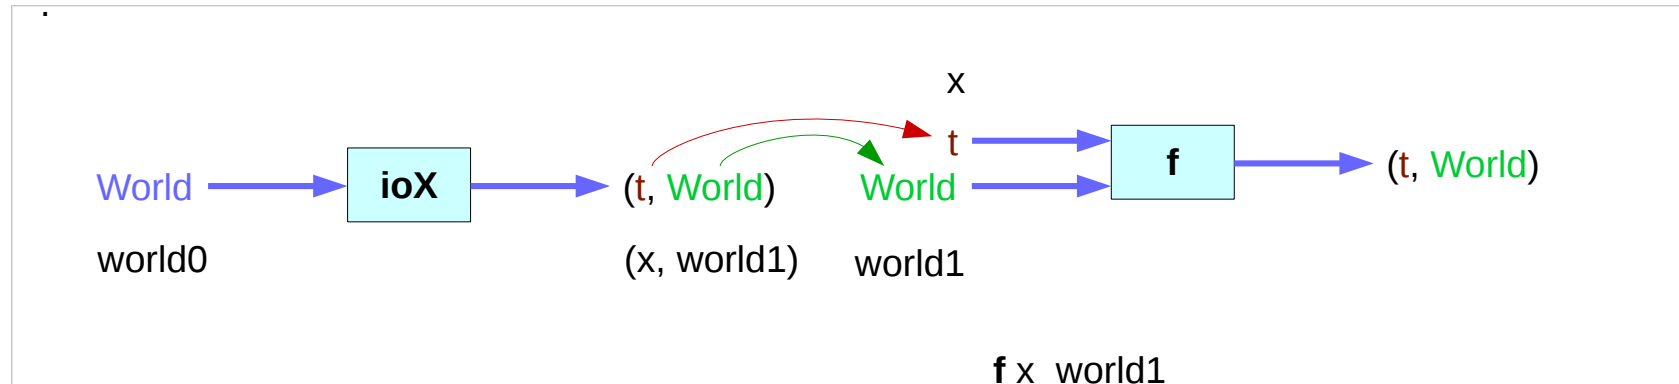 .
x
t
World ioX (t, World) World f (t, World)
world0 (x, world1) world1
f x world1